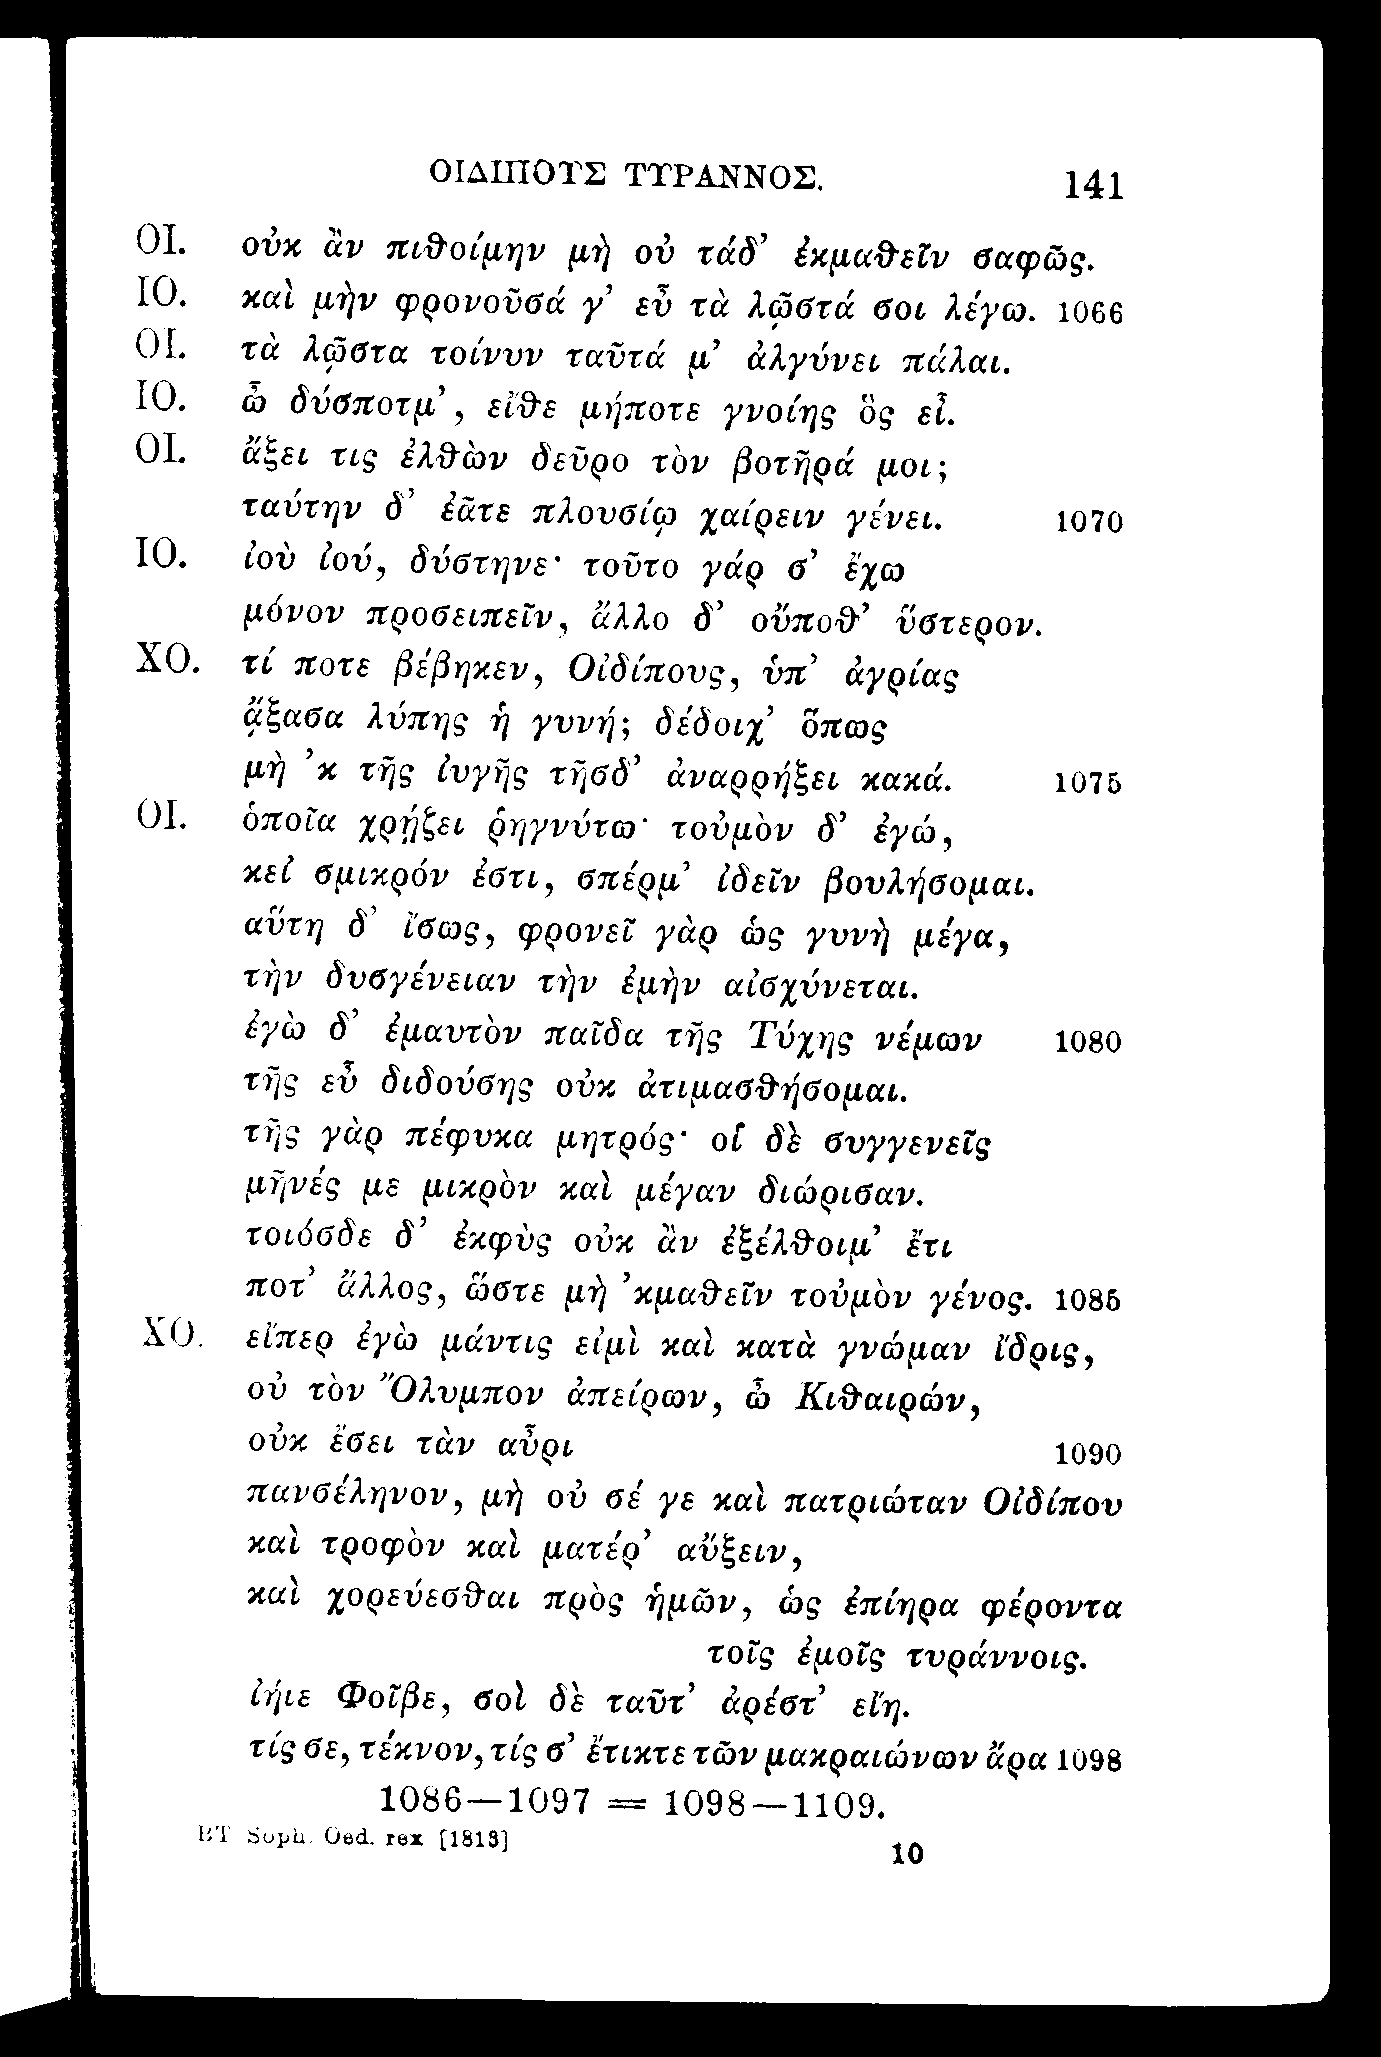 ΟΙΔΙΠΟΥΣ ΤΥΡΑΝΝΟΣ. 141
ΟΙ. οὐκ ἂν πιθοίμην μὴ οὐ τάδ’ ἐκμαθεῖν σαφῶς.
ΙΟ. καὶ μὴν φρονοῦσά γ’ εὖ τὰ λῷστά σοι λέγω. 1066
ΟΙ. τὰ λῷστα τοίνυν ταῦτά μ’ ἀλγύνει πάλαι.
ΙΟ. ὦ δύσποτμ’, εἴθε μήποτε γνοίης ὃς εἶ.
ΟΙ. ἄξει τις ἐλθὼν δεῦρο τὸν βοτῆρά μοι;
ταύτην δ’ ἐᾶτε πλουσίῳ χαίρειν γένει. 1070
ΙΟ. ἰοὺ ἰού, δύστηνε· τοῦτο γάρ σ’ ἔχω
μόνον προσειπεῖν, ἄλλο δ’ οὔποθ’ ὕστερον.
ΧΟ. τί ποτε βέβηκεν, Οἰδίπους, ὑπ’ ἀγρίας
ᾄξασα λύπης ἡ γυνή; δέδοιχ’ ὅπως
μὴ ’κ τῆς ἰυγῆς τῆσδ’ ἀναρρήξει κακά. 1075
ΟΙ. ὁποῖα χρῄζει ῥηγνύτω· τοὐμὸν δ’ ἐγώ,
κεἰ σμικρόν ἐστι, σπέρμ’ ἰδεῖν βουλήσομαι.
αὕτη δ’ ἴσως, φρονεῖ γὰρ ὡς γυνὴ μέγα,
τὴν δυσγένειαν τὴν ἐμὴν αἰσχύνεται.
ἐγὼ δ’ ἐμαυτὸν παῖδα τῆς Τύχης νέμων 1080
τῆς εὖ διδούσης οὐκ ἀτιμασθήσομαι.
τῆς γὰρ πέφυκα μητρός· οἱ δὲ συγγενεῖς
μῆνές με μικρὸν καὶ μέγαν διώρισαν.
τοιόσδε δ’ ἐκφὺς οὐκ ἂν ἐξέλθοιμ’ ἔτι
ποτ’ ἄλλος, ὥστε μὴ ’κμαθεῖν τοὐμὸν γένος. 1085
ΧΟ. εἴπερ ἐγὼ μάντις εἰμὶ καὶ κατὰ γνώμαν ἴδρις,
οὐ τὸν Ὄλυμπον ἀπείρων, ὦ Κιθαιρών,
οὐκ ἔσει τὰν αὖρι 1090
πανσέληνον, μὴ οὐ σέ γε καὶ πατριώταν Οἰδίπου
καὶ τροφὸν καὶ ματέρ’ αὔξειν,
καὶ χορεύεσθαι πρὸς ἡμῶν, ὡς ἐπίηρα φέροντα
τοῖς ἐμοῖς τυράννοις.
ἰήιε Φοῖβε, σοὶ δὲ ταῦτ’ ἀρέστ’ εἴη.
τίς σε, τέκνον, τίς σ’ ἔτικτε τῶν μακραιώνων ἄρα 1098
1086—1097 = 1098—1109.
BT Soph. Oed. rex [1813]
10